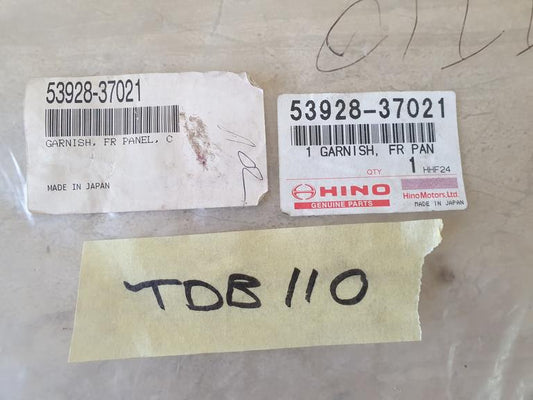 53928-37021
GARNISH, FR PANEL, C
MADE IN JAPAN
53928-37021
1 GARNISH, FR PAN
QTY 1 HHF24
HINO
GENUINE PARTS
HinoMotors.Ltd.
MADE IN JAPAN
TDB 110